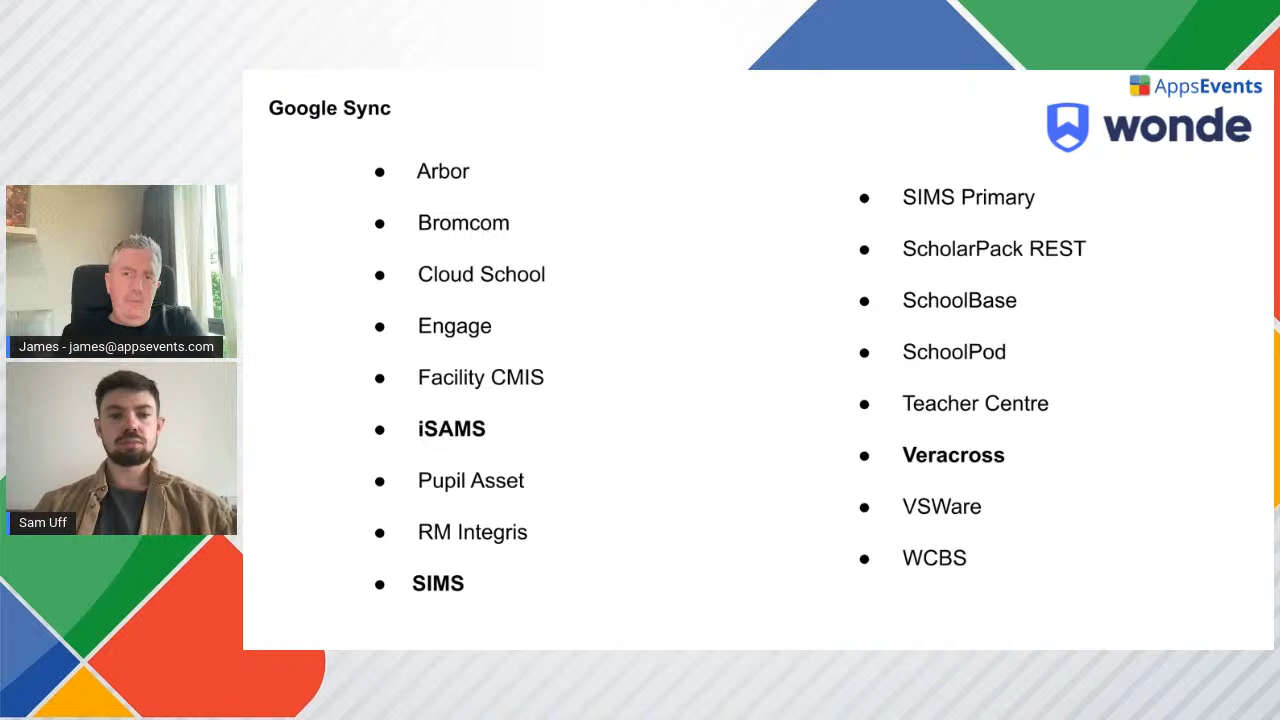 AppsEvents
wonde
Google Sync
● Arbor
● Bromcom
● Cloud School
● Engage
● Facility CMIS
● iSAMS
● Pupil Asset
● RM Integris
● SIMS
● SIMS Primary
● ScholarPack REST
● SchoolBase
● SchoolPod
● Teacher Centre
● Veracross
● VSWare
● WCBS
James - james@appsevents.com
Sam Uff